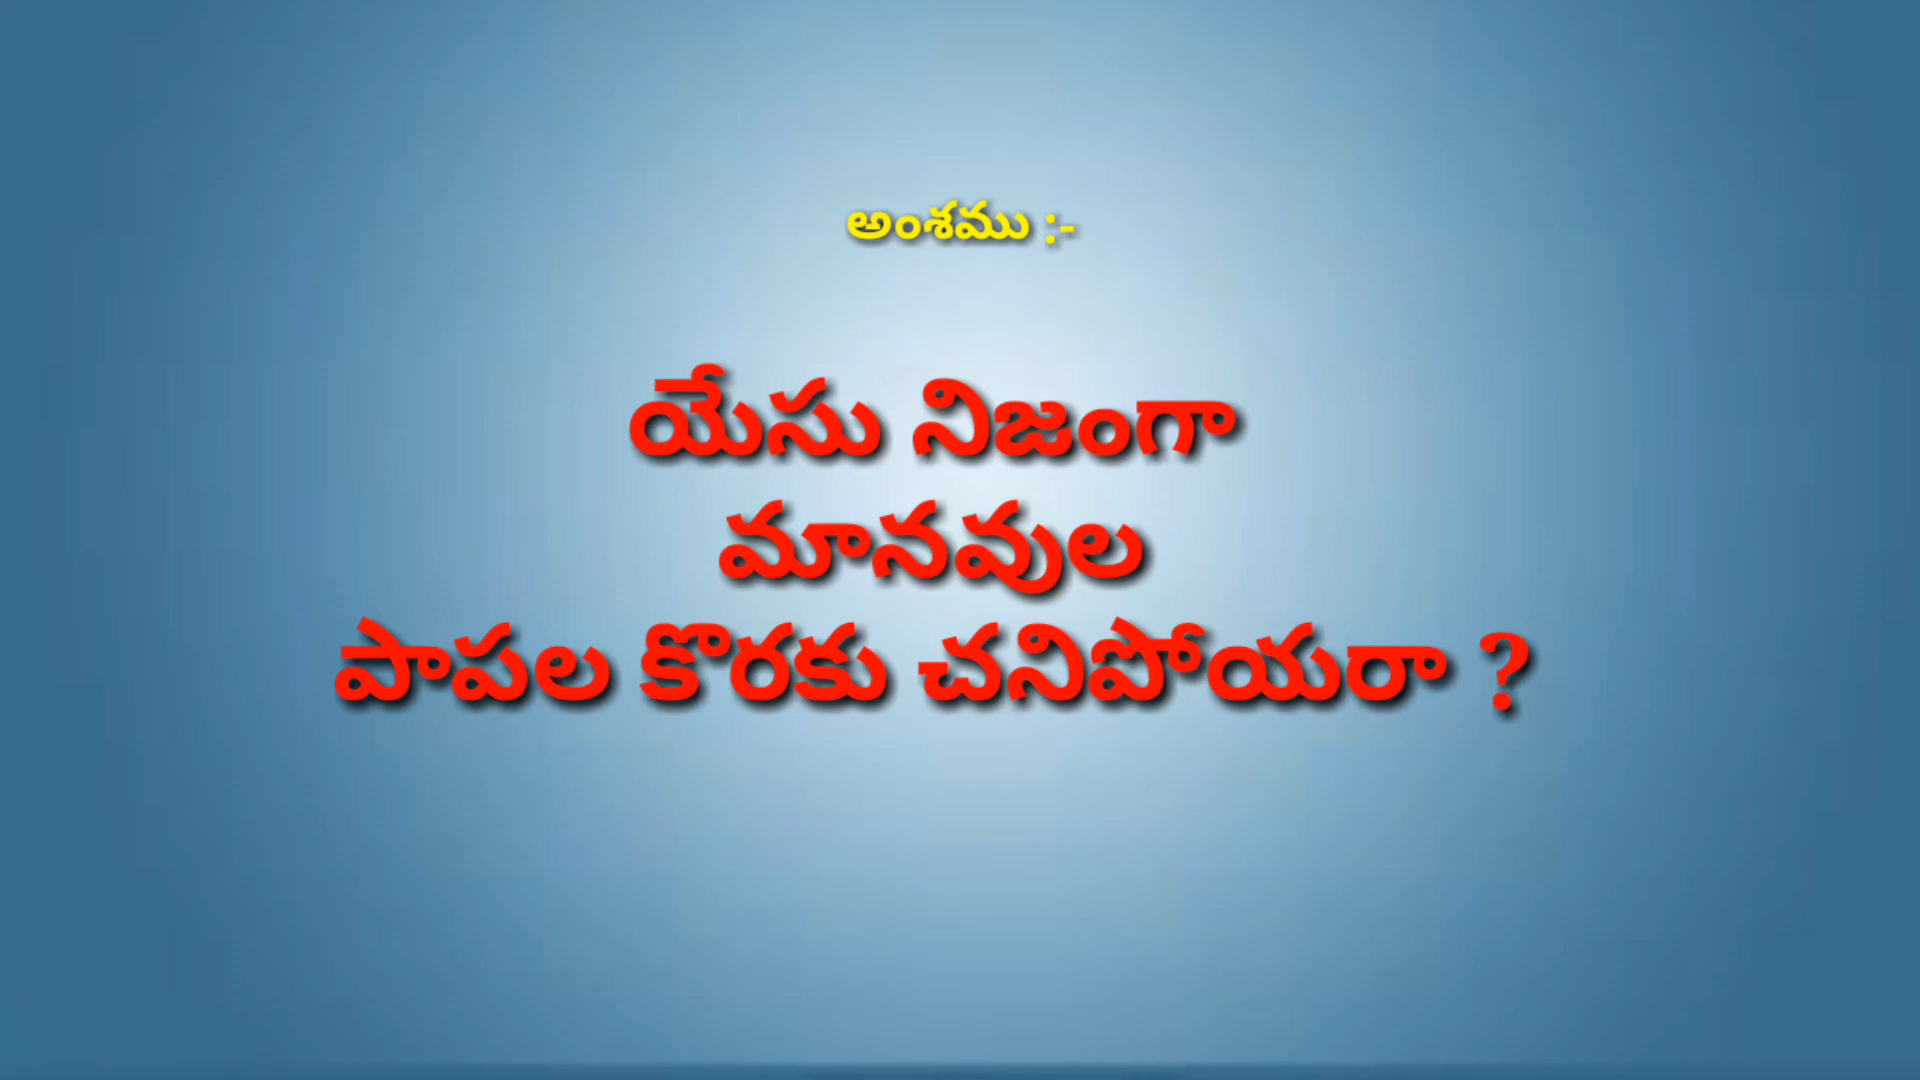 అంశము :-
యేసు నిజంగా
మానవుల
పాపల కొరకు చనిపోయరా ?